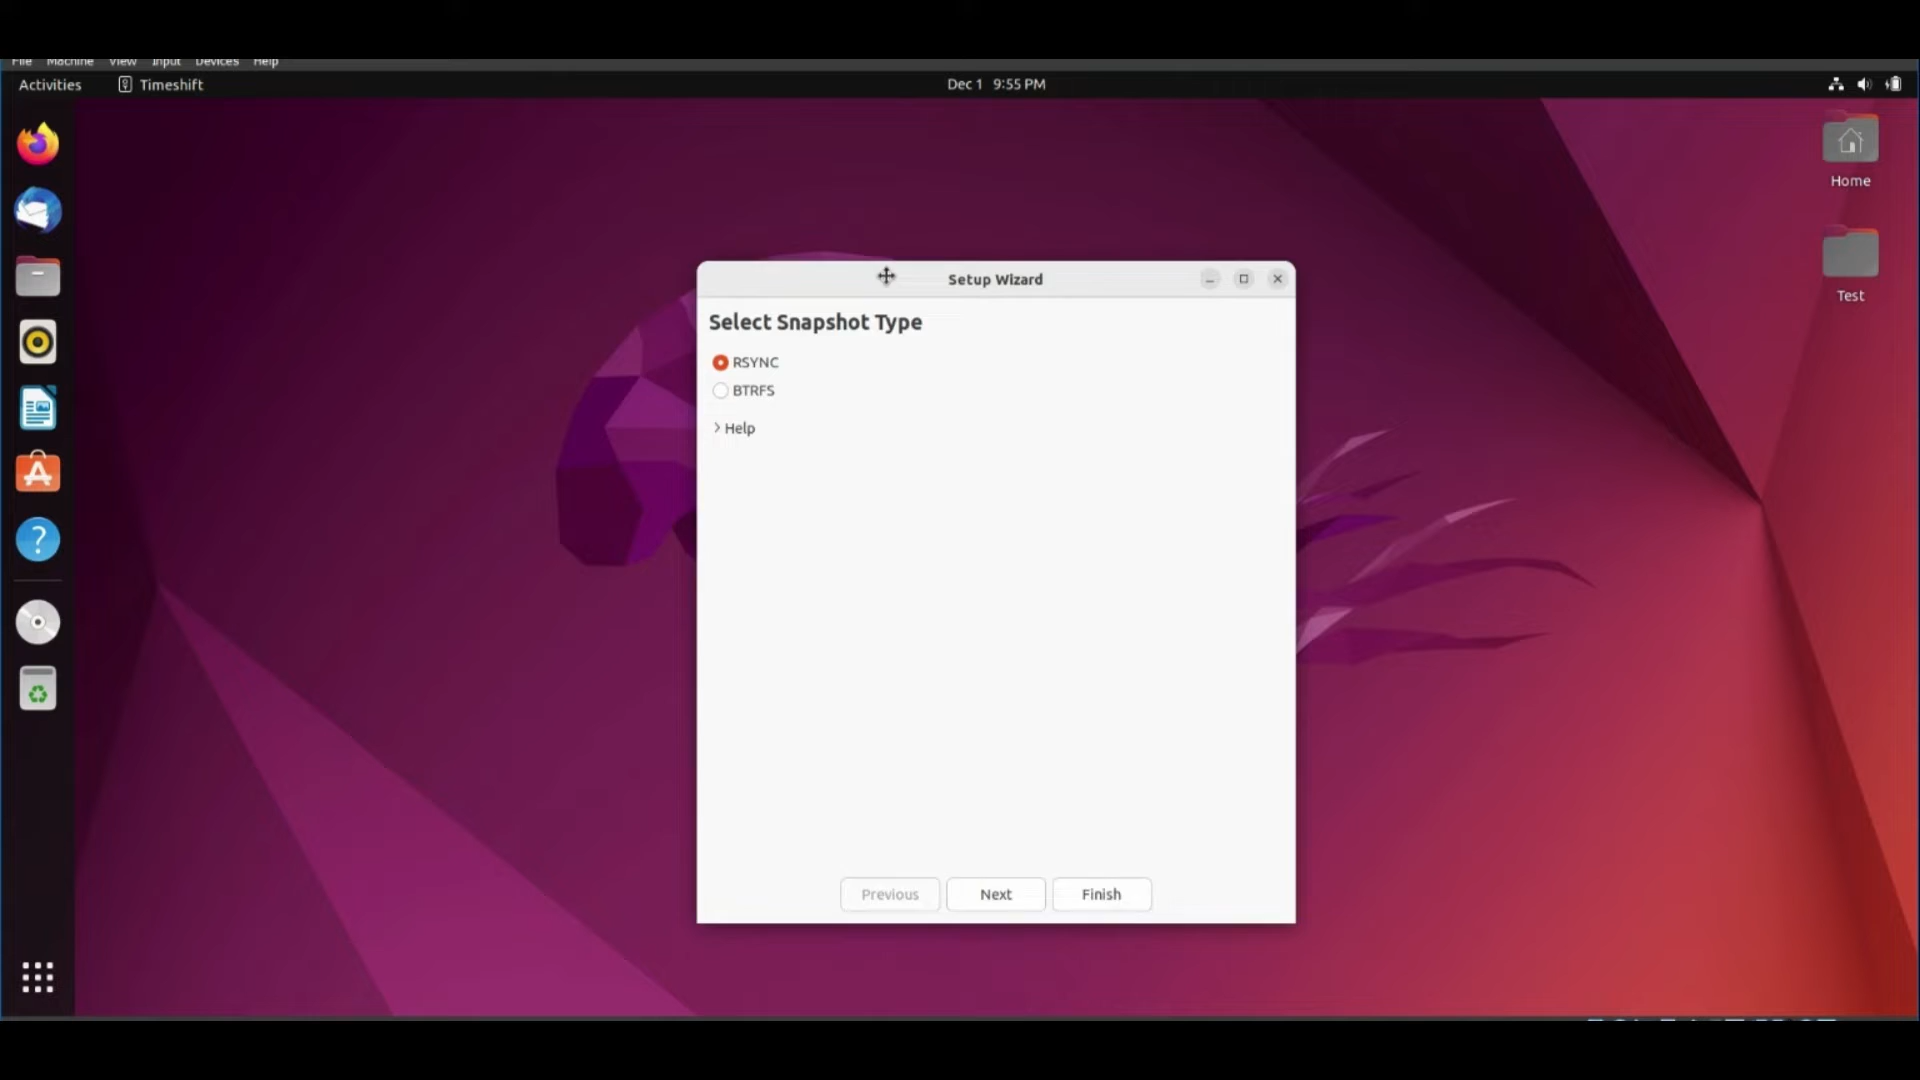 File Machine View Input Devices Help
Activities Timeshift Dec 1 9:55 PM
Home
Test
Setup Wizard
Select Snapshot Type
RSYNC
BTRFS
Help
Previous Next Finish